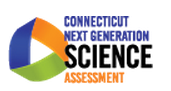 CONNECTICUT
NEXT GENERATION
SCIENCE
ASSESSMENT